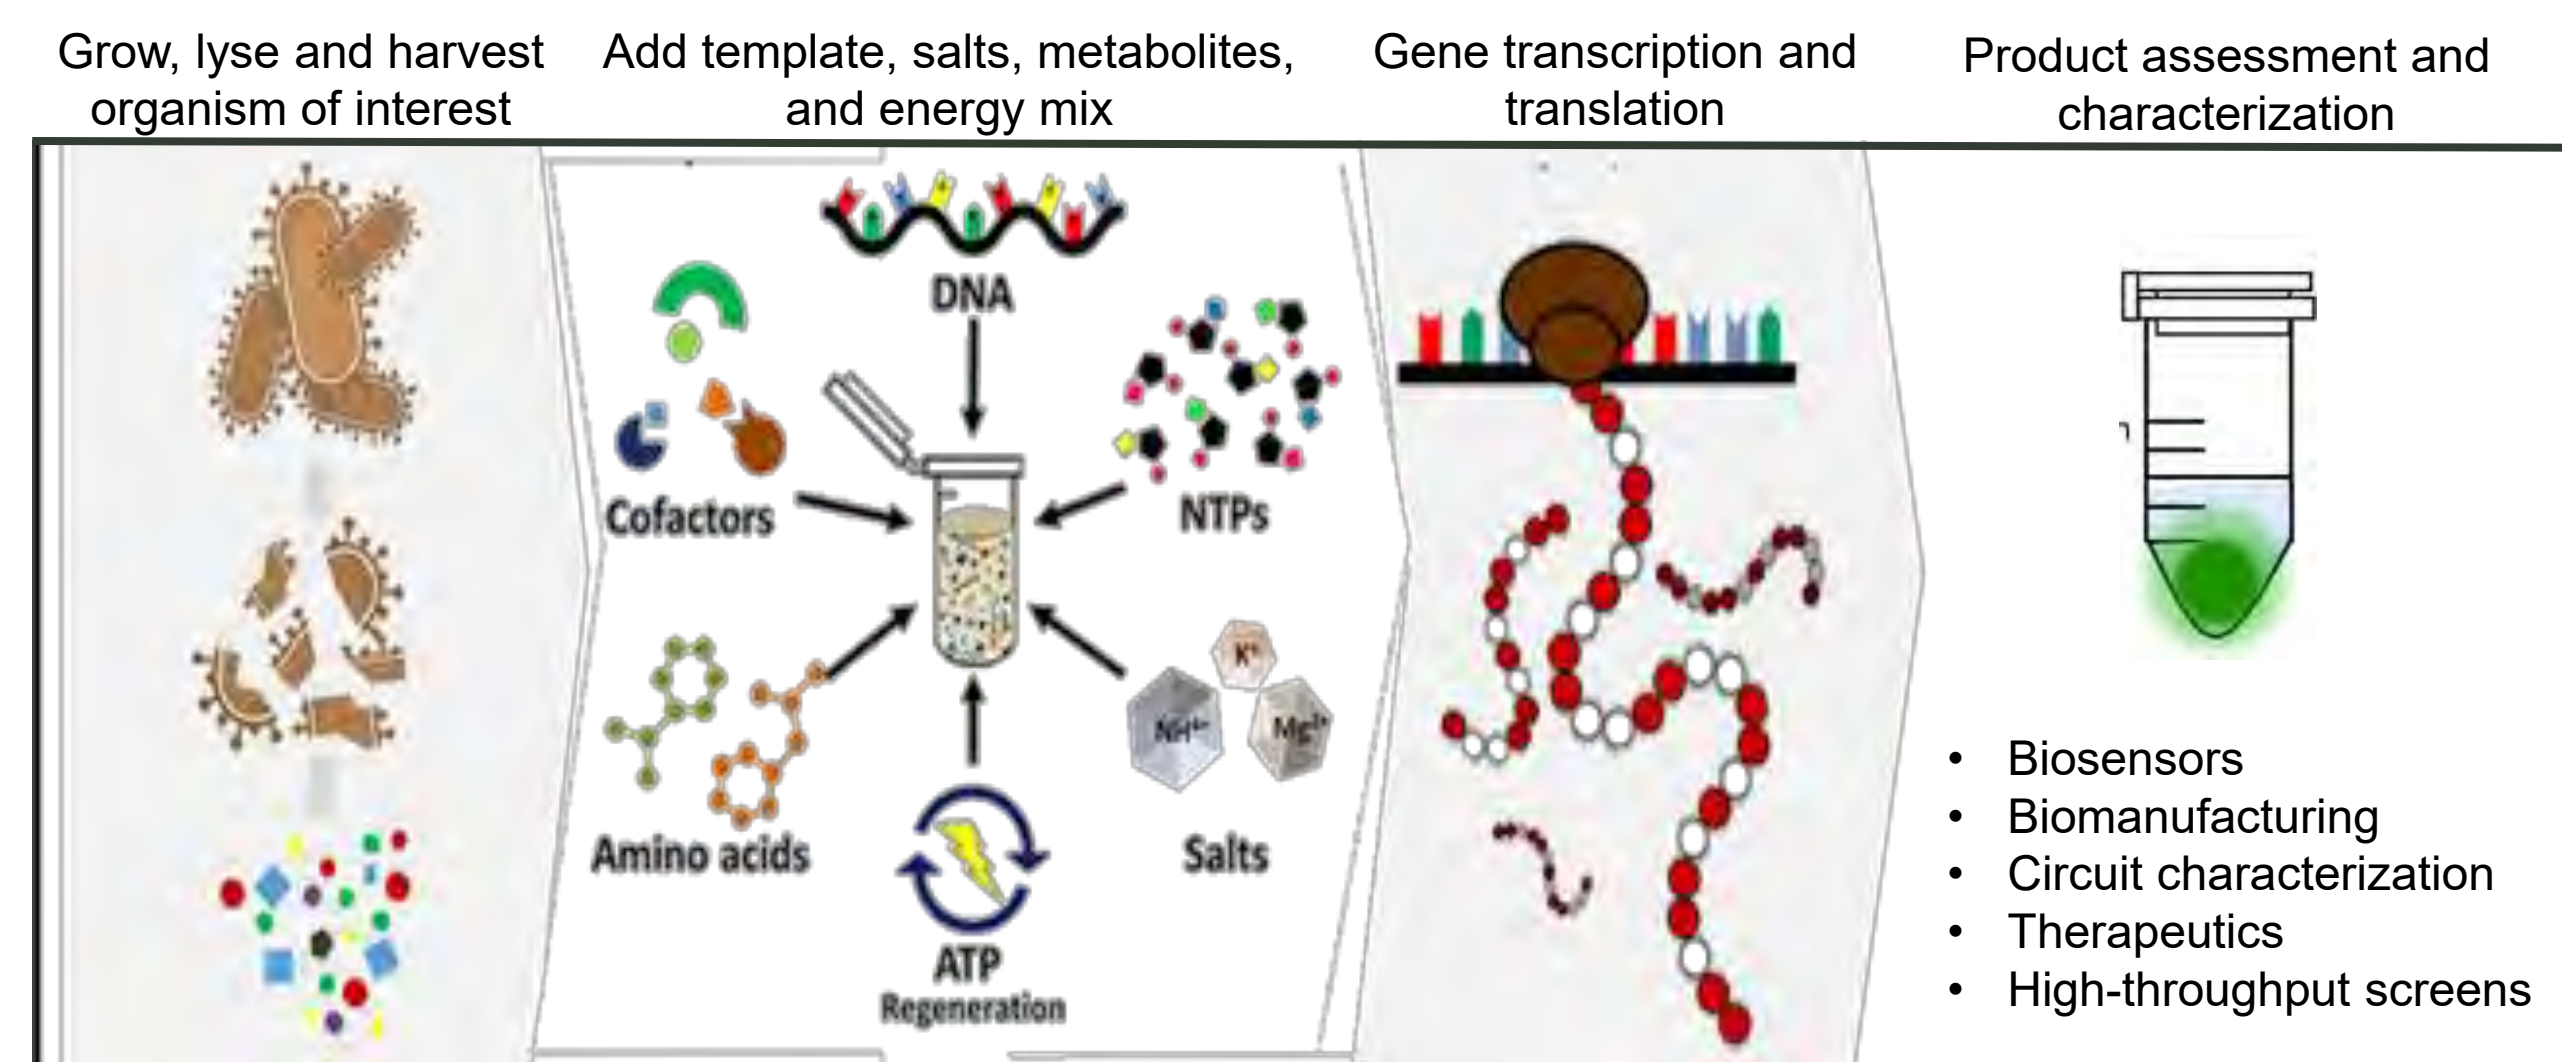 Grow, lyse and harvest
organism of interest
Add template, salts, metabolites,
and energy mix
Gene transcription and
translation
Product assessment and
characterization
DNA
Cofactors
NTPs
Amino acids
K⁺
NH⁴⁺
Mg²⁺
Salts
ATP
Regeneration
• Biosensors
• Biomanufacturing
• Circuit characterization
• Therapeutics
• High-throughput screens